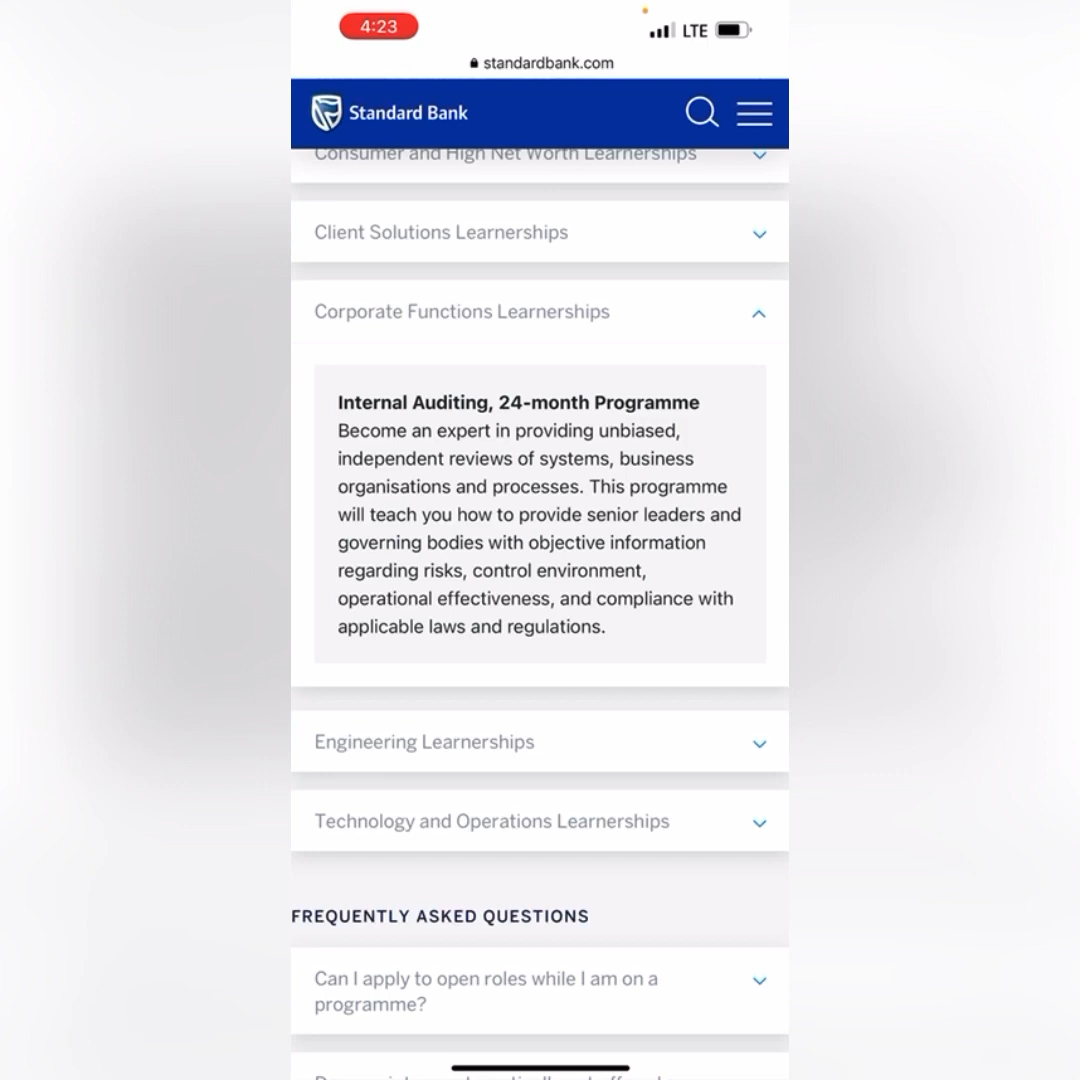 4:23
LTE
standardbank.com
Standard Bank
Consumer and High Net Worth Learnerships
Client Solutions Learnerships
Corporate Functions Learnerships
Internal Auditing, 24-month Programme
Become an expert in providing unbiased,
independent reviews of systems, business
organisations and processes. This programme
will teach you how to provide senior leaders and
governing bodies with objective information
regarding risks, control environment,
operational effectiveness, and compliance with
applicable laws and regulations.
Engineering Learnerships
Technology and Operations Learnerships
FREQUENTLY ASKED QUESTIONS
Can I apply to open roles while I am on a
programme?